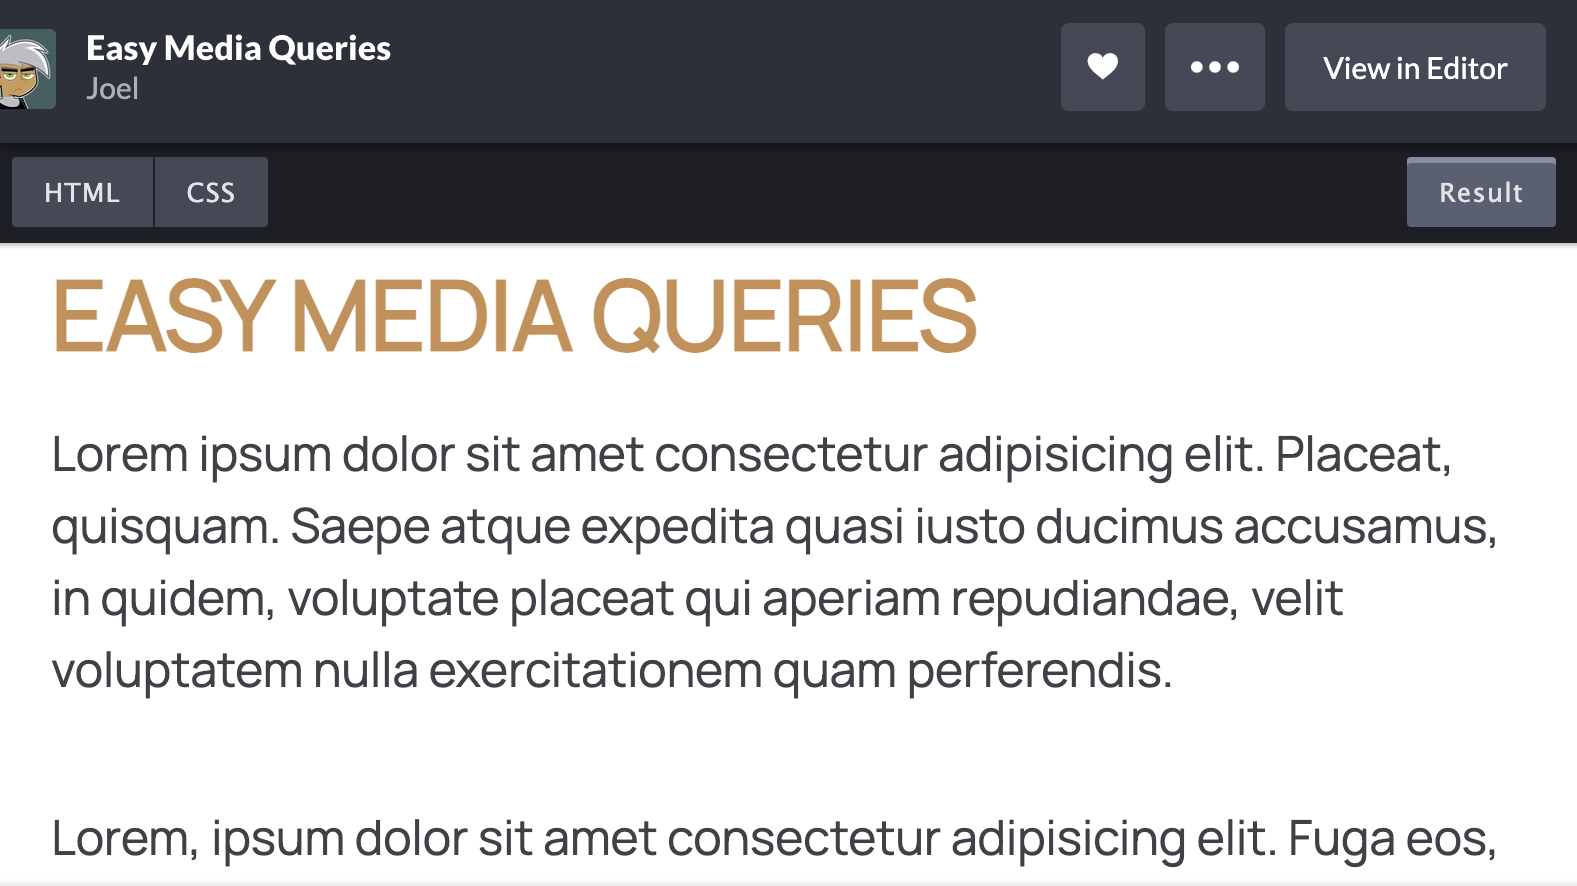 Easy Media Queries
Joel
View in Editor
HTML
CSS
Result
EASY MEDIA QUERIES
Lorem ipsum dolor sit amet consectetur adipisicing elit. Placeat,
quisquam. Saepe atque expedita quasi iusto ducimus accusamus,
in quidem, voluptate placeat qui aperiam repudiandae, velit
voluptatem nulla exercitationem quam perferendis.
Lorem, ipsum dolor sit amet consectetur adipisicing elit. Fuga eos,